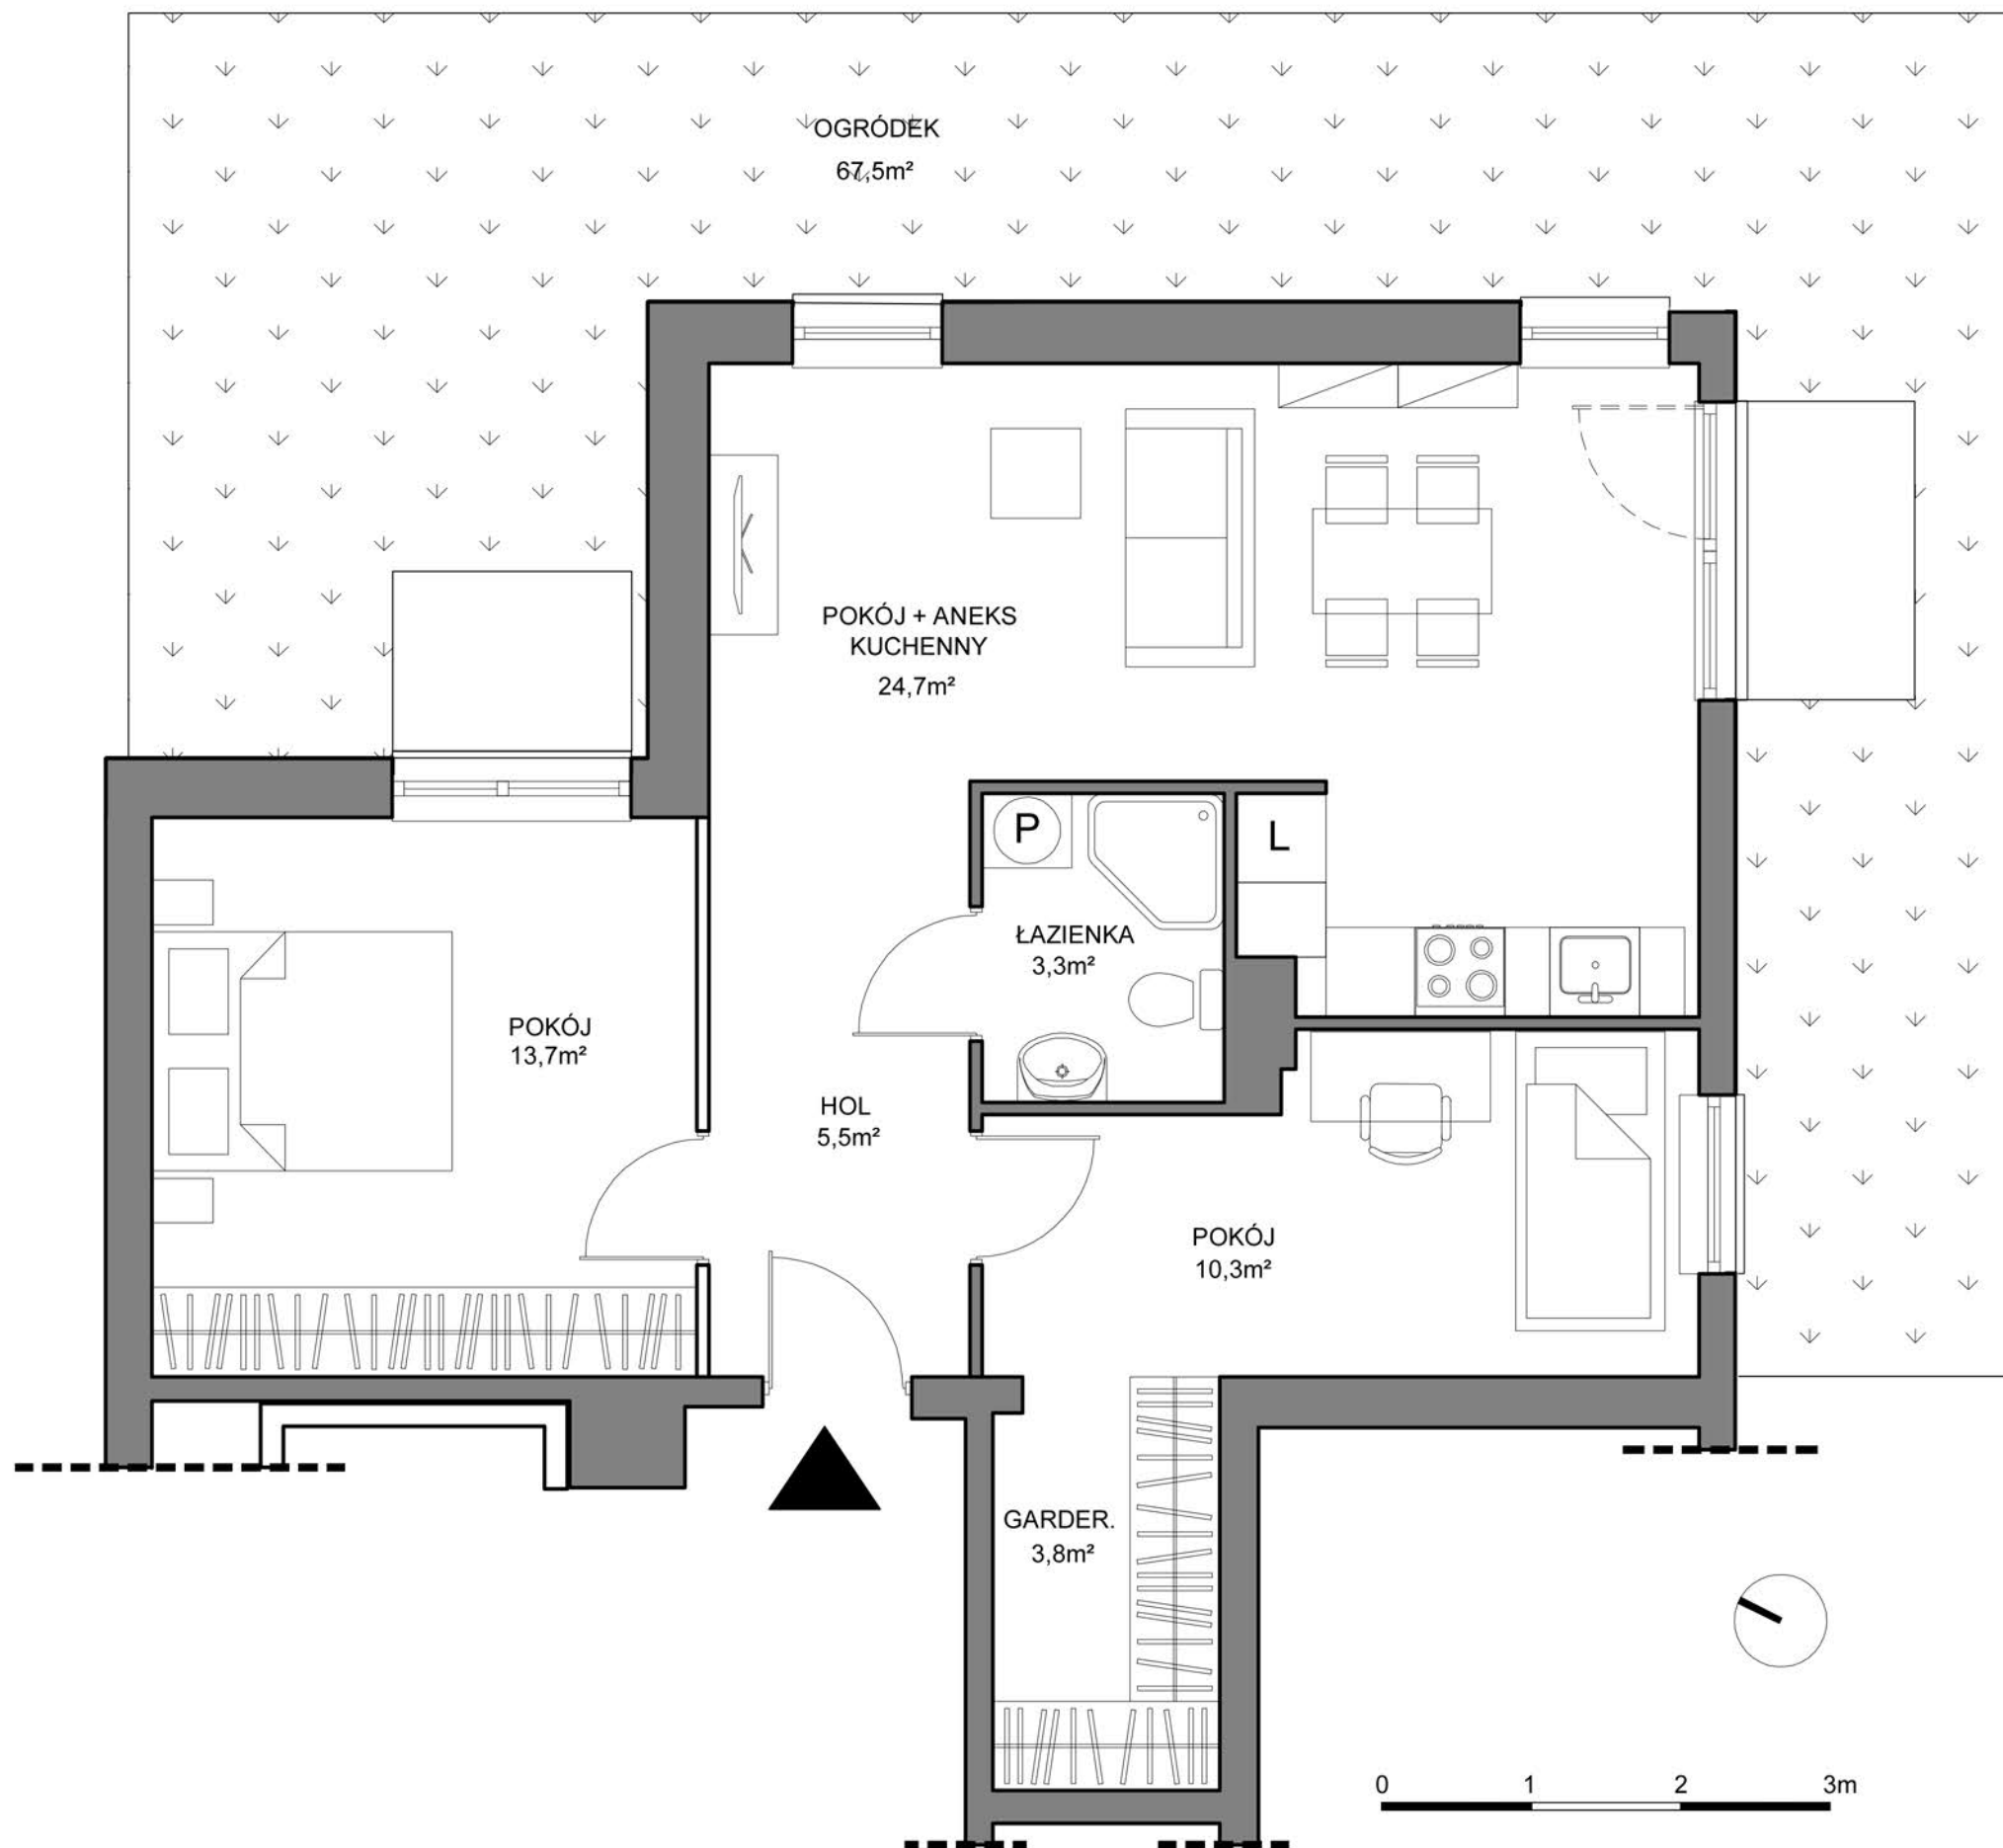 OGRÓDEK
67,5m²
POKÓJ + ANEKS
KUCHENNY
24,7m²
P
L
ŁAZIENKA
3,3m²
POKÓJ
13,7m²
HOL
5,5m²
POKÓJ
10,3m²
GARDER.
3,8m²
0 1 2 3m